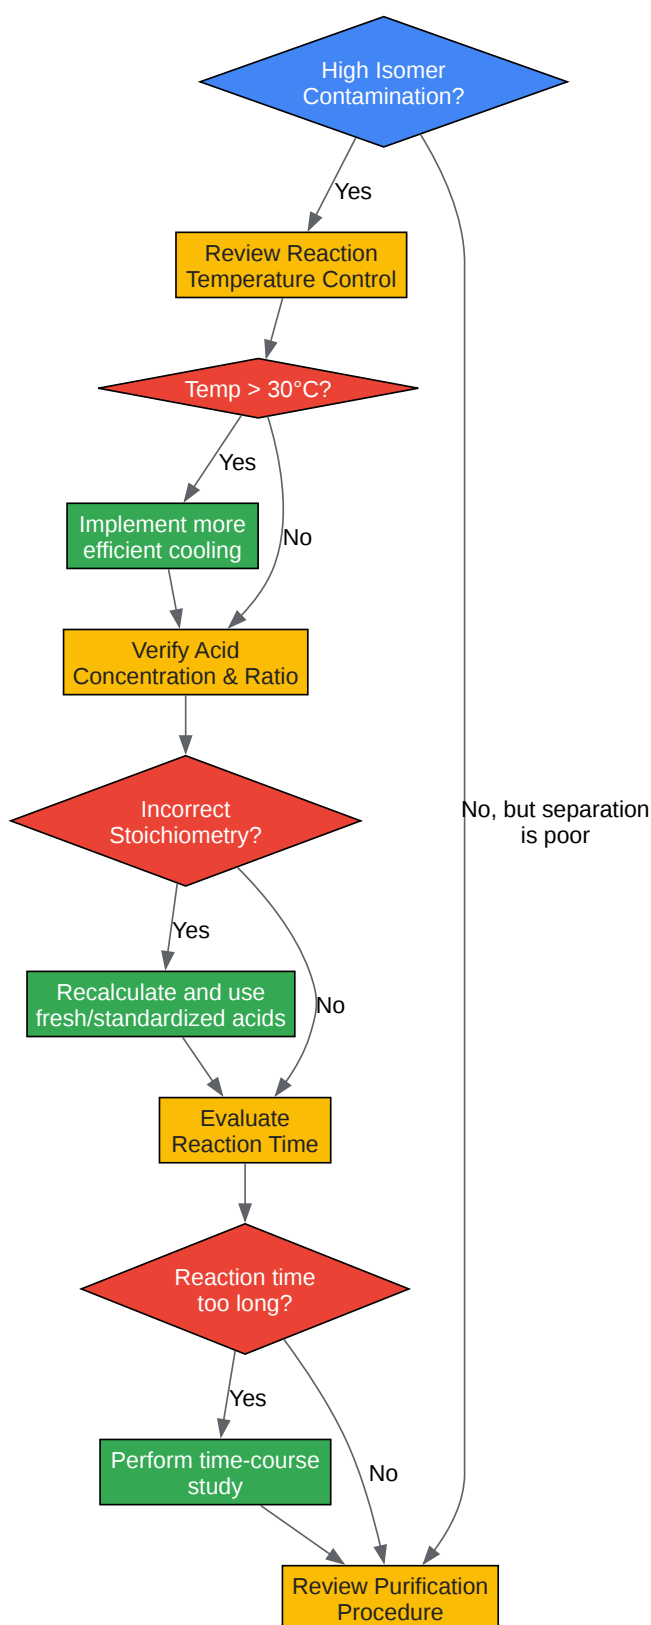 High Isomer
Contamination?
Yes
Review Reaction
Temperature Control
Temp > 30°C?
Yes
Implement more
efficient cooling
No
Verify Acid
Concentration & Ratio
Incorrect
Stoichiometry?
No, but separation
is poor
Yes
Recalculate and use
fresh/standardized acids
No
Evaluate
Reaction Time
Reaction time
too long?
Yes
Perform time-course
study
No
Review Purification
Procedure